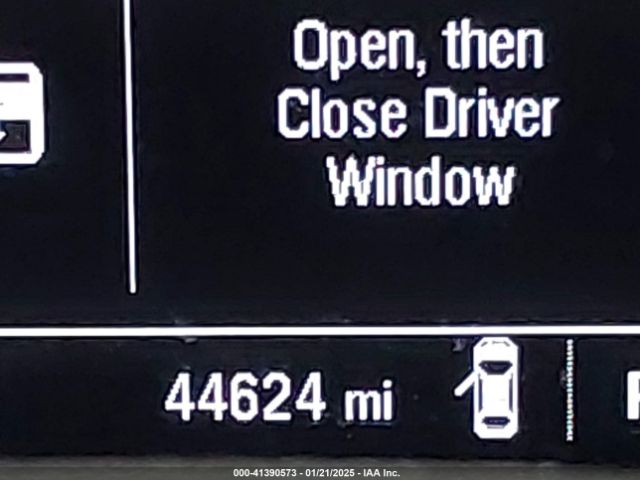 Open, then
Close Driver
Window
44624 mi
000-41390573 - 01/21/2025 - IAA Inc.